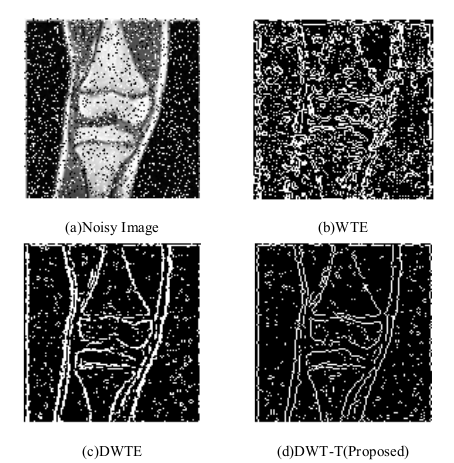 (a)Noisy Image
(b)WTE
(c)DWTE
(d)DWT-T(Proposed)